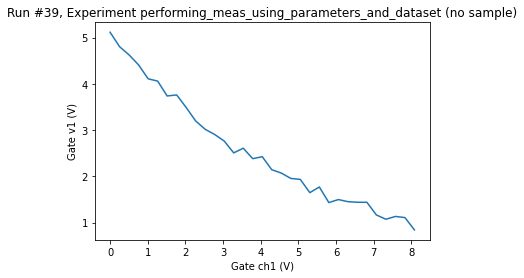 Run #39, Experiment performing_meas_using_parameters_and_dataset (no sample)
5
4
3
2
1
Gate v1 (V)
0 1 2 3 4 5 6 7 8
Gate ch1 (V)